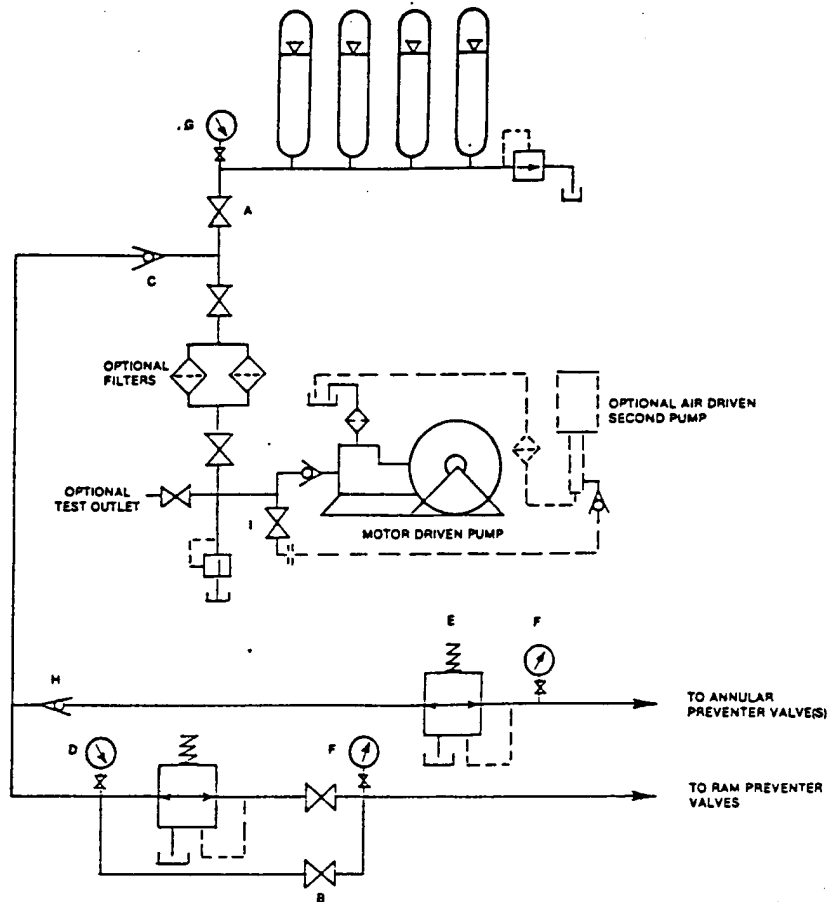 .G
A
C
OPTIONAL
FILTERS
OPTIONAL AIR DRIVEN
SECOND PUMP
OPTIONAL
TEST OUTLET
I
MOTOR DRIVEN PUMP
E
F
H
TO ANNULAR
PREVENTER VALVE(S)
D
F
TO RAM PREVENTER
VALVES
B